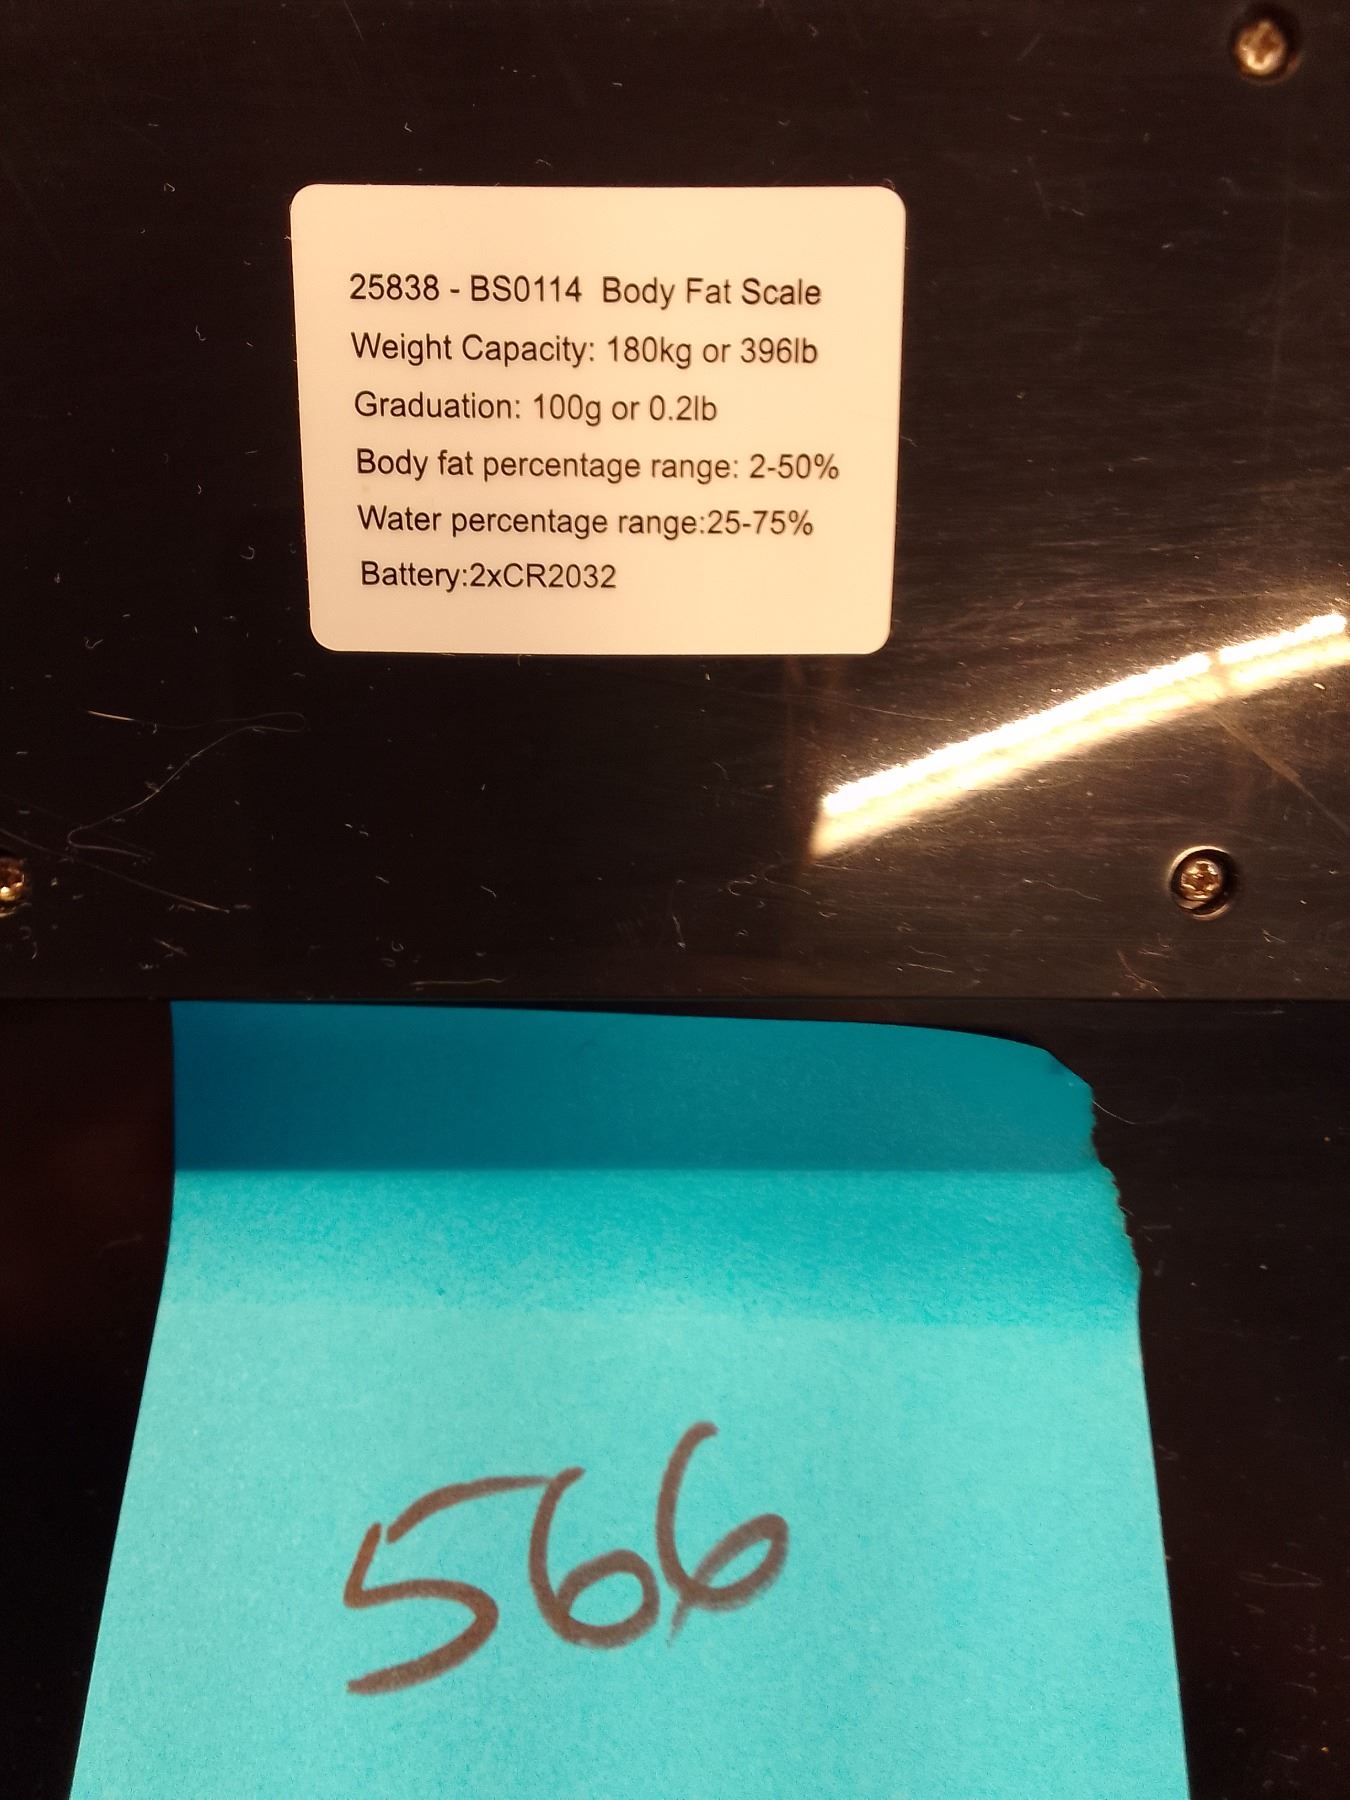 25838 - BS0114 Body Fat Scale
Weight Capacity: 180kg or 396lb
Graduation: 100g or 0.2lb
Body fat percentage range: 2-50%
Water percentage range:25-75%
Battery:2xCR2032
566